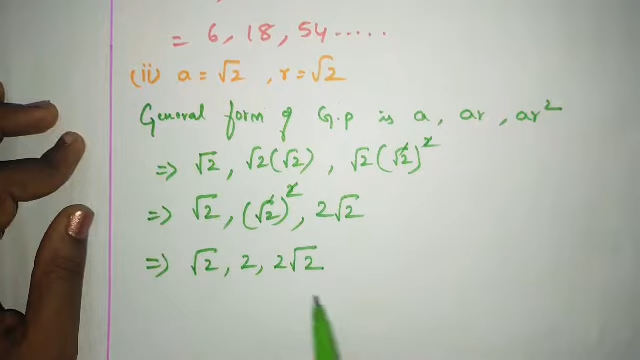 = 6, 18, 54 .....
(ii) a = √2 , r = √2
General form of G.p is a, ar, ar²
=> √2, √2(√2), √2(√2)²
=> √2, (√2)², 2√2
=> √2, 2, 2√2